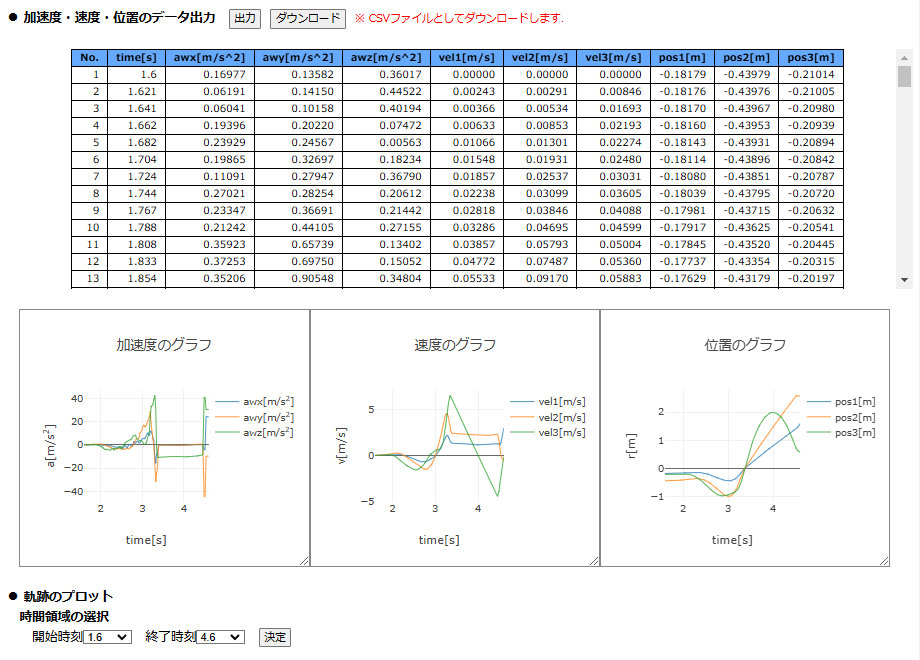 ● 加速度・速度・位置のデータ出力 出力 ダウンロード ※ CSVファイルとしてダウンロードします.
No. time[s] awx[m/s^2] awy[m/s^2] awz[m/s^2] vel1[m/s] vel2[m/s] vel3[m/s] pos1[m] pos2[m] pos3[m]
1 1.6 0.16977 0.13582 0.36017 0.00000 0.00000 0.00000 -0.18179 -0.43979 -0.21014
2 1.621 0.06191 0.14150 0.44522 0.00243 0.00291 0.00846 -0.18176 -0.43976 -0.21005
3 1.641 0.06041 0.10158 0.40194 0.00366 0.00534 0.01693 -0.18170 -0.43967 -0.20980
4 1.662 0.19396 0.20220 0.07472 0.00633 0.00853 0.02193 -0.18160 -0.43953 -0.20939
5 1.682 0.23929 0.24567 0.00563 0.01066 0.01301 0.02274 -0.18143 -0.43931 -0.20894
6 1.704 0.19865 0.32697 0.18234 0.01548 0.01931 0.02480 -0.18114 -0.43896 -0.20842
7 1.724 0.11091 0.27947 0.36790 0.01857 0.02537 0.03031 -0.18080 -0.43851 -0.20787
8 1.744 0.27021 0.28254 0.20612 0.02238 0.03099 0.03605 -0.18039 -0.43795 -0.20720
9 1.767 0.23347 0.36691 0.21442 0.02818 0.03846 0.04088 -0.17981 -0.43715 -0.20632
10 1.788 0.21242 0.44105 0.27155 0.03286 0.04695 0.04599 -0.17917 -0.43625 -0.20541
11 1.808 0.35923 0.65739 0.13402 0.03857 0.05793 0.05004 -0.17845 -0.43520 -0.20445
12 1.833 0.37253 0.69750 0.15052 0.04772 0.07487 0.05360 -0.17737 -0.43354 -0.20315
13 1.854 0.35206 0.90548 0.34804 0.05533 0.09170 0.05883 -0.17629 -0.43179 -0.20197
加速度のグラフ
40
20
0
−20
−40
a[m/s²]
2 3 4
time[s]
awx[m/s²]
awy[m/s²]
awz[m/s²]
速度のグラフ
5
0
−5
v[m/s]
2 3 4
time[s]
vel1[m/s]
vel2[m/s]
vel3[m/s]
位置のグラフ
2
1
0
−1
r[m]
2 3 4
time[s]
pos1[m]
pos2[m]
pos3[m]
● 軌跡のプロット
時間領域の選択
開始時刻 1.6 終了時刻 4.6 決定